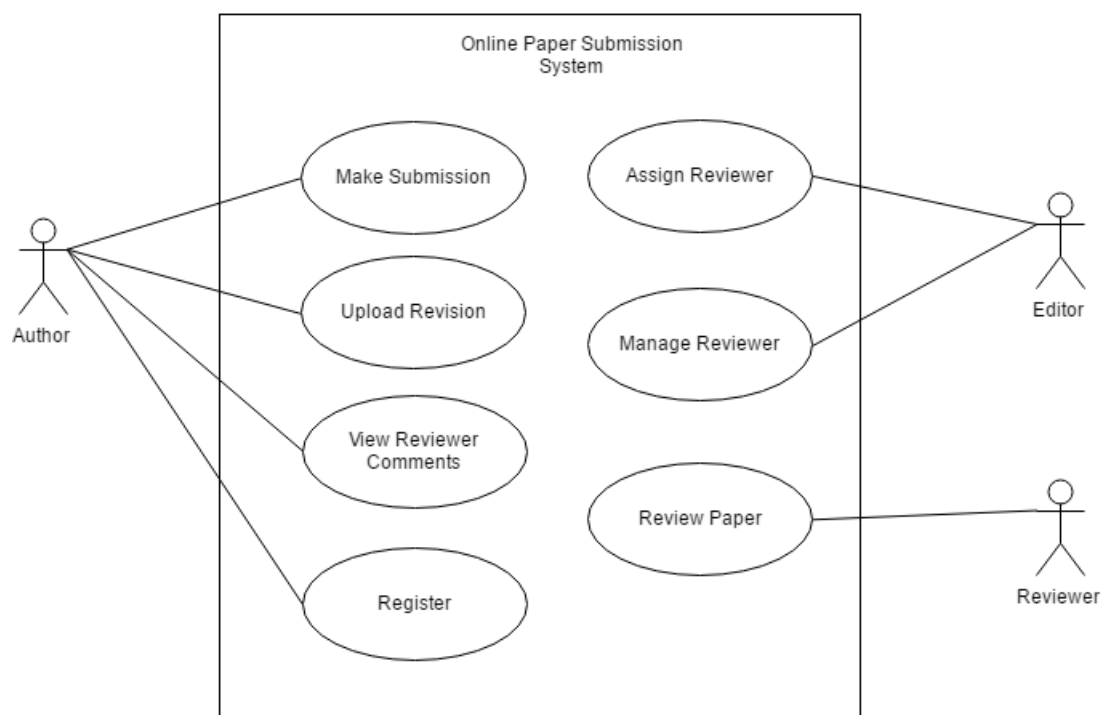 Online Paper Submission
System
Make Submission
Assign Reviewer
Author
Upload Revision
Editor
Manage Reviewer
View Reviewer
Comments
Review Paper
Reviewer
Register